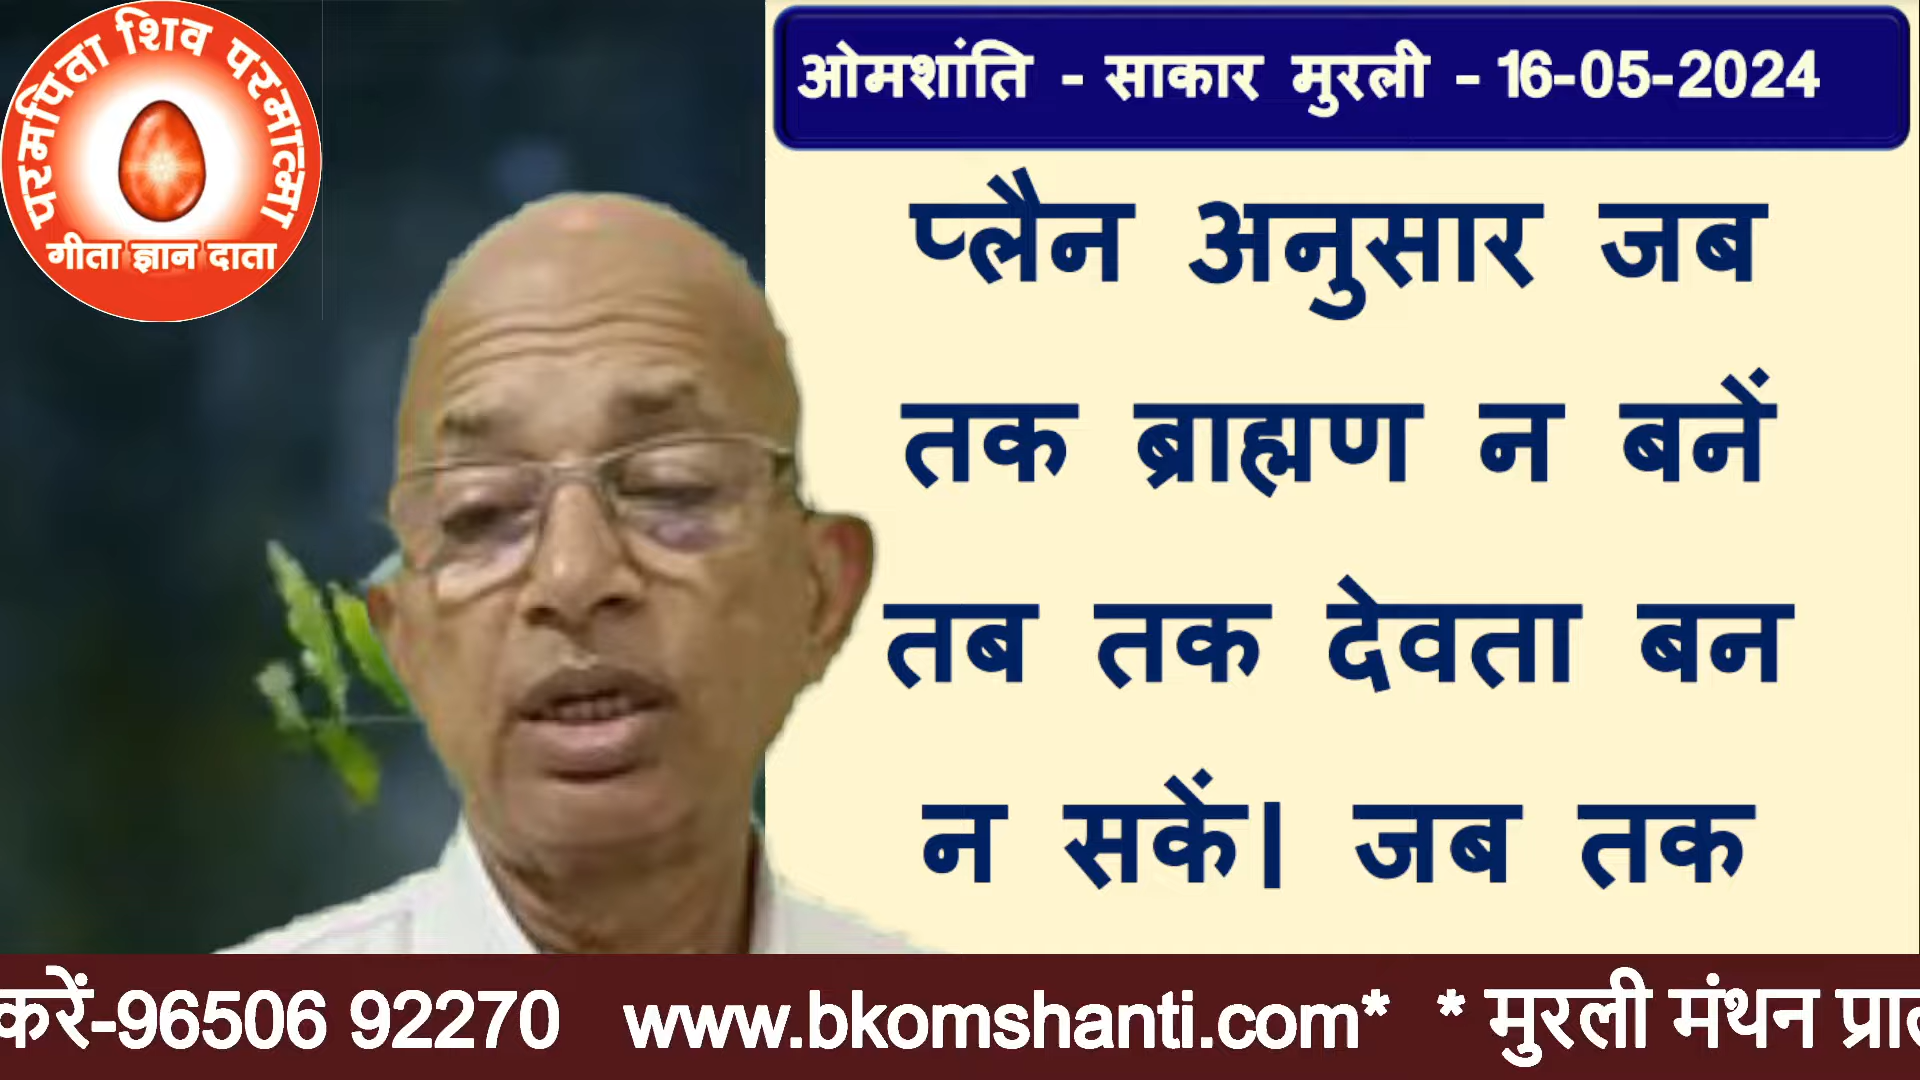 परमपिता शिव परमात्मा
गीता ज्ञान दाता
ओमशांति - साकार मुरली - 16-05-2024
प्लैन अनुसार जब
तक ब्राह्मण न बनें
तब तक देवता बन
न सकें। जब तक
करें-96506 92270 www.bkomshanti.com* * मुरली मंथन